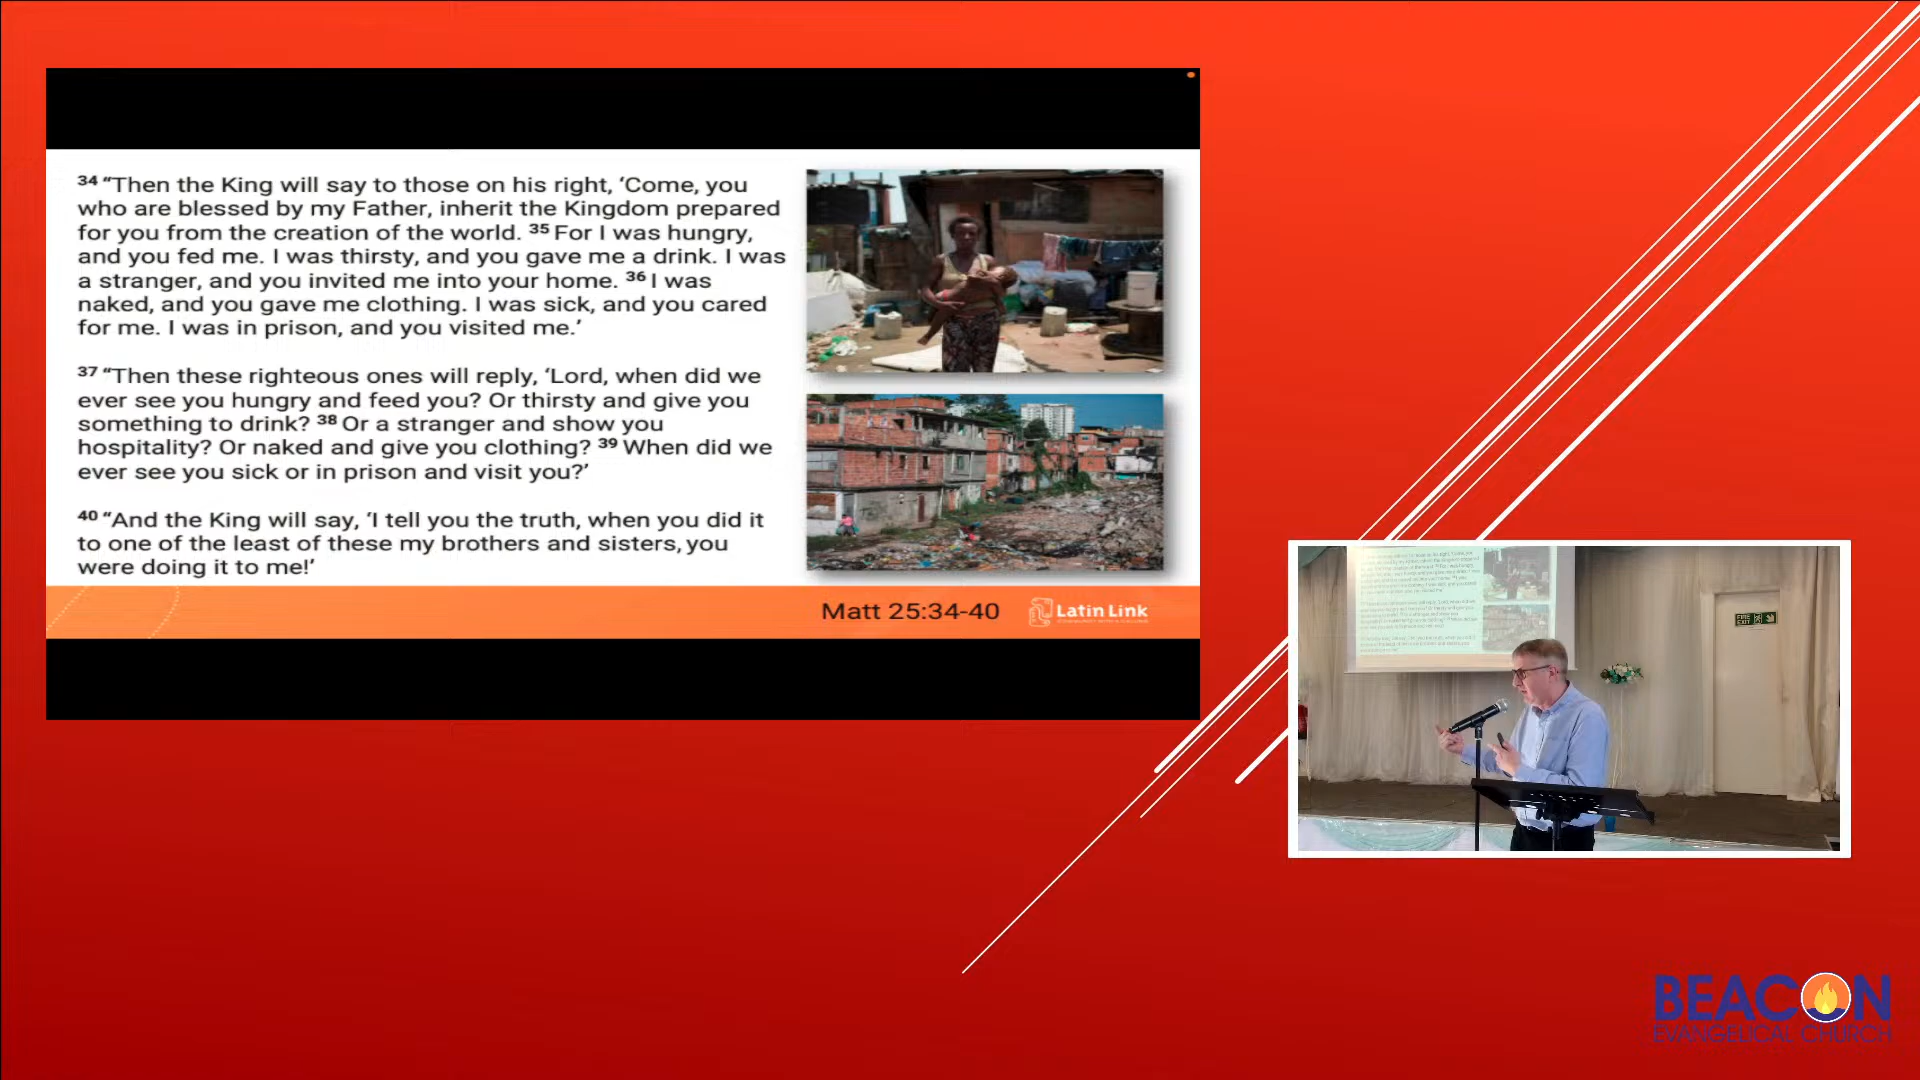 34 “Then the King will say to those on his right, ‘Come, you
who are blessed by my Father, inherit the Kingdom prepared
for you from the creation of the world. 35 For I was hungry,
and you fed me. I was thirsty, and you gave me a drink. I was
a stranger, and you invited me into your home. 36 I was
naked, and you gave me clothing. I was sick, and you cared
for me. I was in prison, and you visited me.’
37 “Then these righteous ones will reply, ‘Lord, when did we
ever see you hungry and feed you? Or thirsty and give you
something to drink? 38 Or a stranger and show you
hospitality? Or naked and give you clothing? 39 When did we
ever see you sick or in prison and visit you?’
40 “And the King will say, ‘I tell you the truth, when you did it
to one of the least of these my brothers and sisters, you
were doing it to me!’
Matt 25:34-40
Latin Link
FIRE
EXIT
BEACON
EVANGELICAL CHURCH